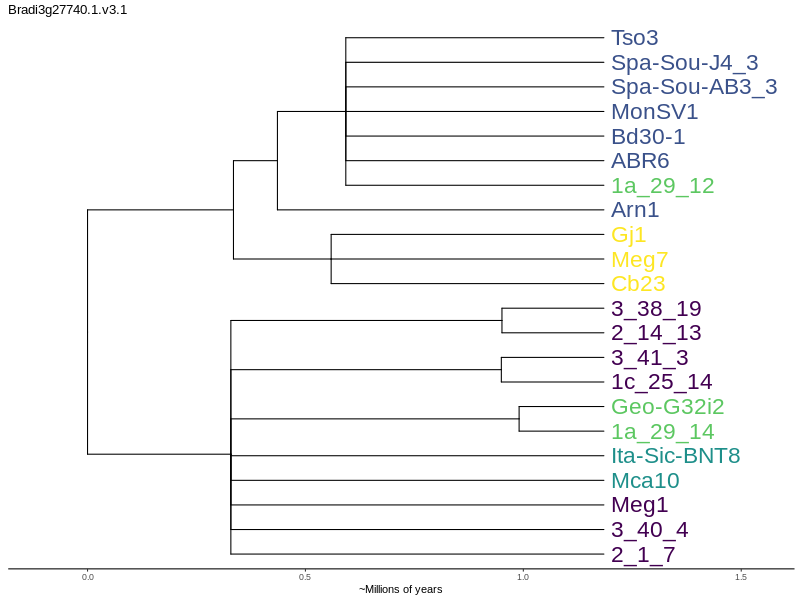 Bradi3g27740.1.v3.1
Tso3
Spa-Sou-J4_3
Spa-Sou-AB3_3
MonSV1
Bd30-1
ABR6
1a_29_12
Arn1
Gj1
Meg7
Cb23
3_38_19
2_14_13
3_41_3
1c_25_14
Geo-G32i2
1a_29_14
Ita-Sic-BNT8
Mca10
Meg1
3_40_4
2_1_7
0.0 0.5 1.0 1.5
~Millions of years